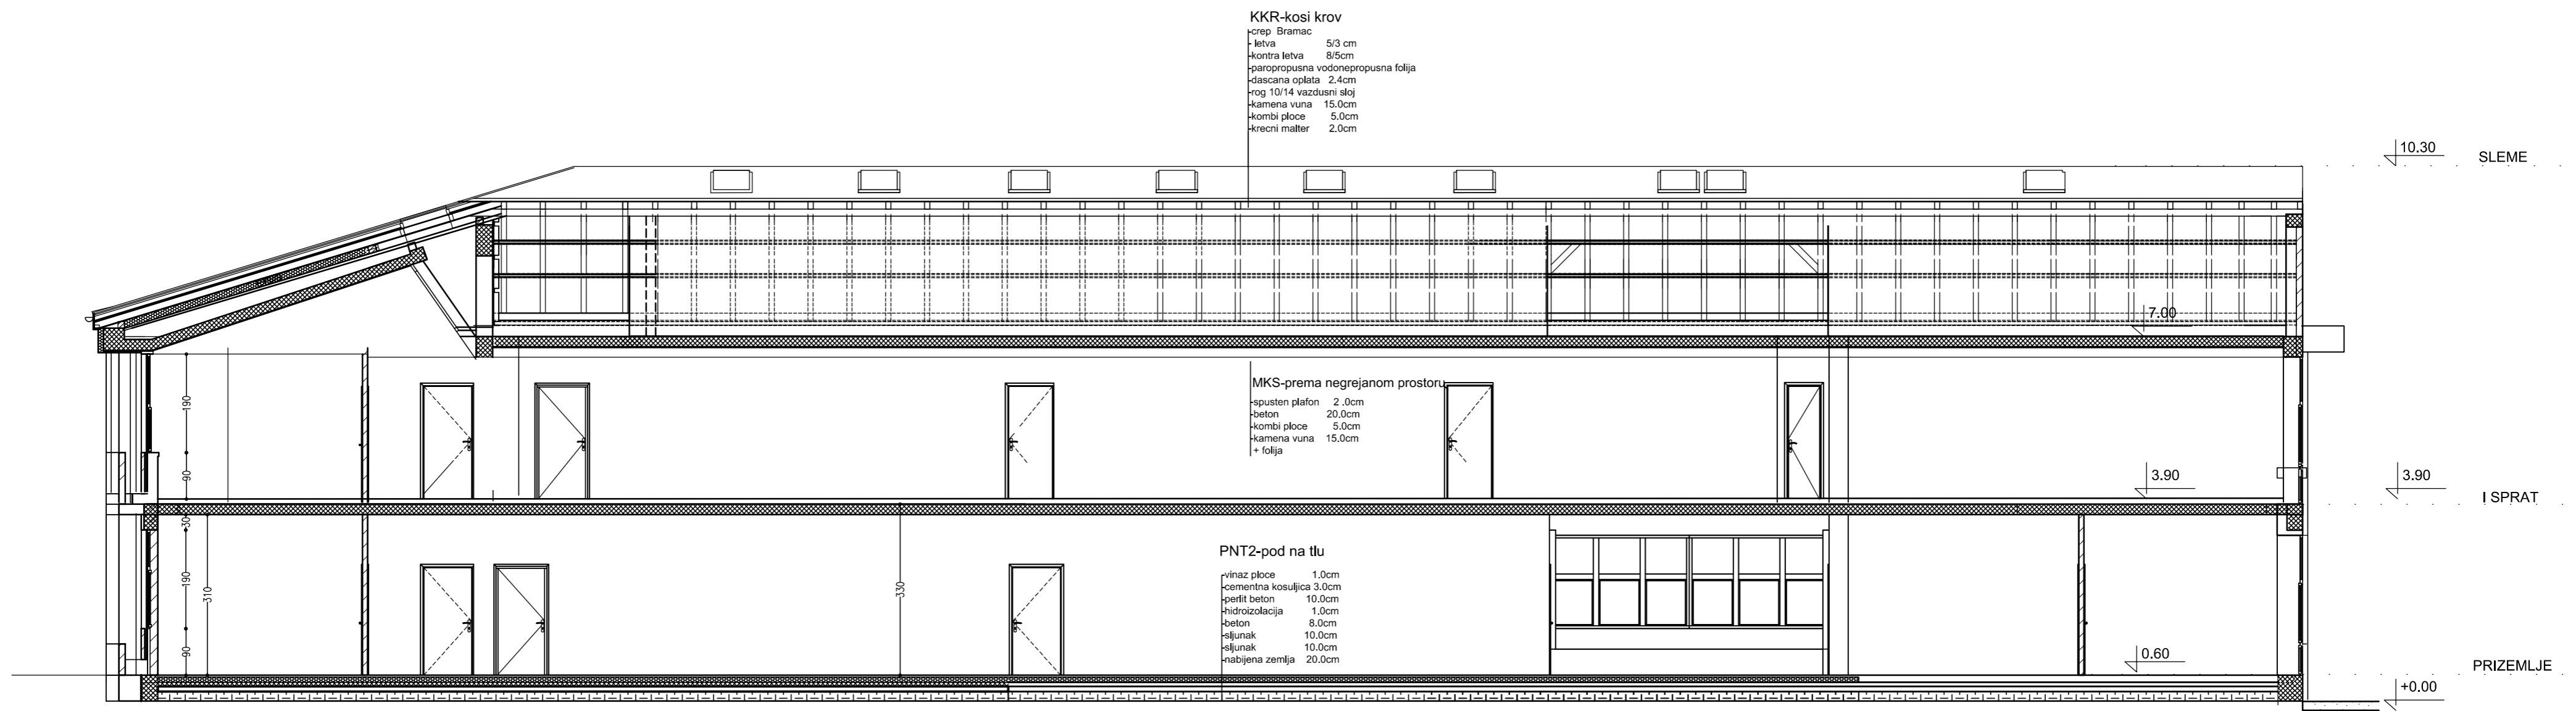 KKR-kosi krov
crep Bramac
letva 5/3 cm
kontra letva 8/5cm
paropropusna vodonepropusna folija
dascana oplata 2.4cm
rog 10/14 vazdusni sloj
kamena vuna 15.0cm
kombi ploce 5.0cm
krecni malter 2.0cm
10.30
SLEME
7.00
MKS-prema negrejanom prostoru
spusten plafon 2 .0cm
beton 20.0cm
kombi ploce 5.0cm
kamena vuna 15.0cm
+ folija
190
90
3.90
3.90
I SPRAT
30
190
310
90
330
PNT2-pod na tlu
vinaz ploce 1.0cm
cementna kosuljica 3.0cm
perlit beton 10.0cm
hidroizolacija 1.0cm
beton 8.0cm
sljunak 10.0cm
sljunak 10.0cm
nabijena zemlja 20.0cm
0.60
PRIZEMLJE
+0.00